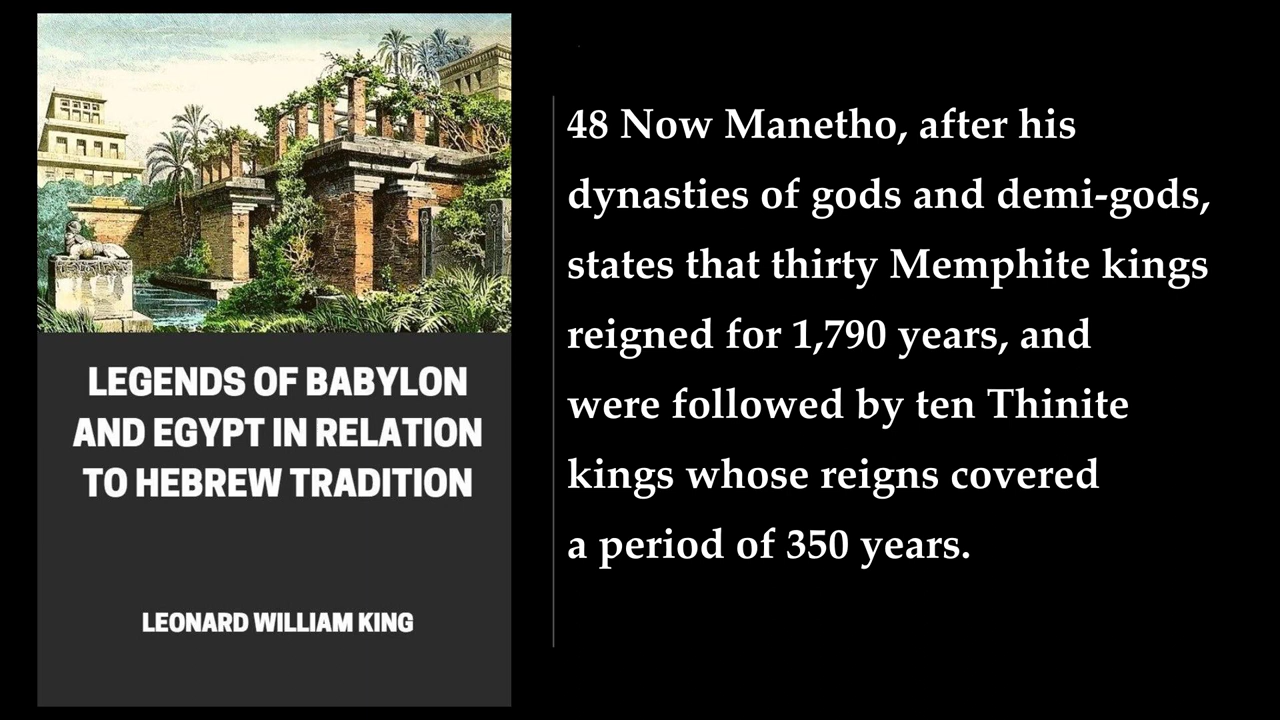 LEGENDS OF BABYLON
AND EGYPT IN RELATION
TO HEBREW TRADITION
LEONARD WILLIAM KING
48 Now Manetho, after his
dynasties of gods and demi-gods,
states that thirty Memphite kings
reigned for 1,790 years, and
were followed by ten Thinite
kings whose reigns covered
a period of 350 years.